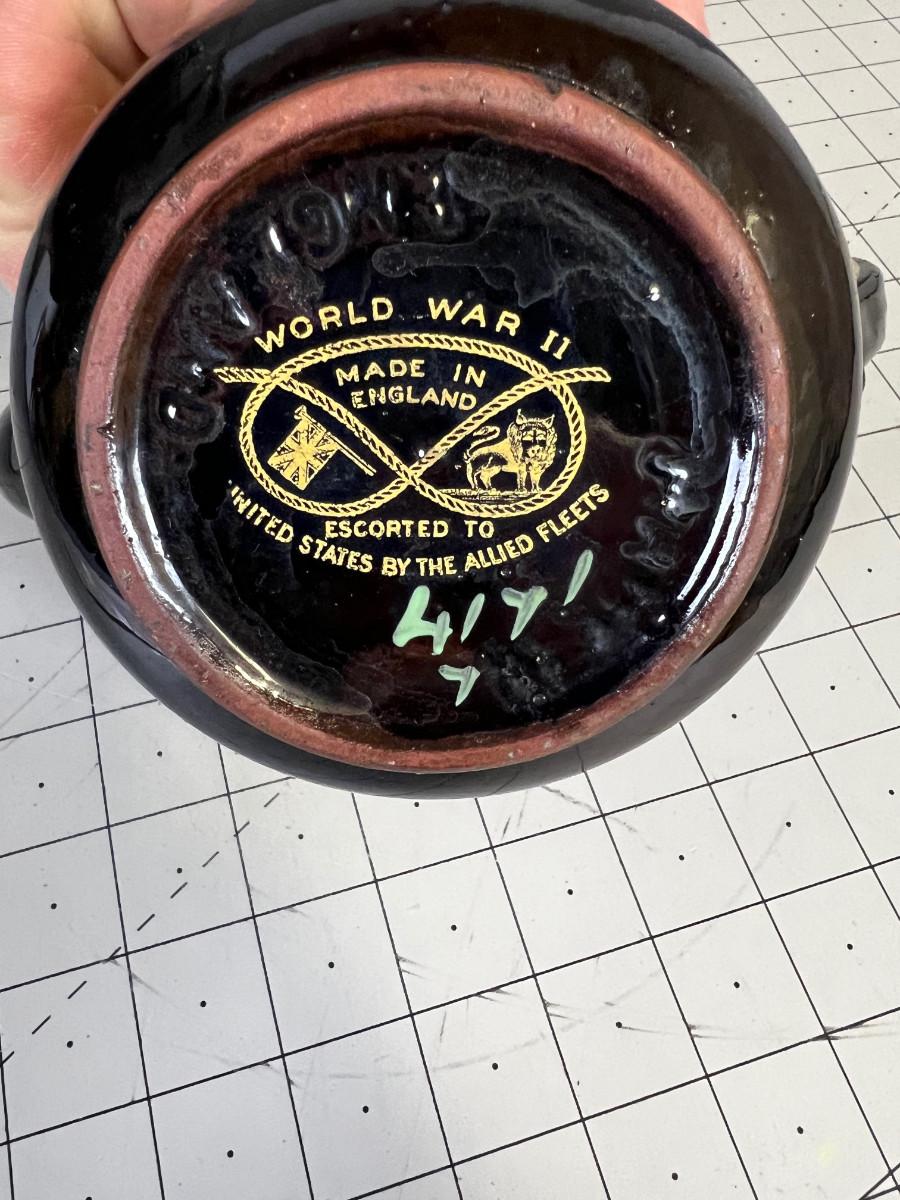 WORLD WAR II
MADE IN
ENGLAND
ESCORTED TO
UNITED STATES BY THE ALLIED FLEETS